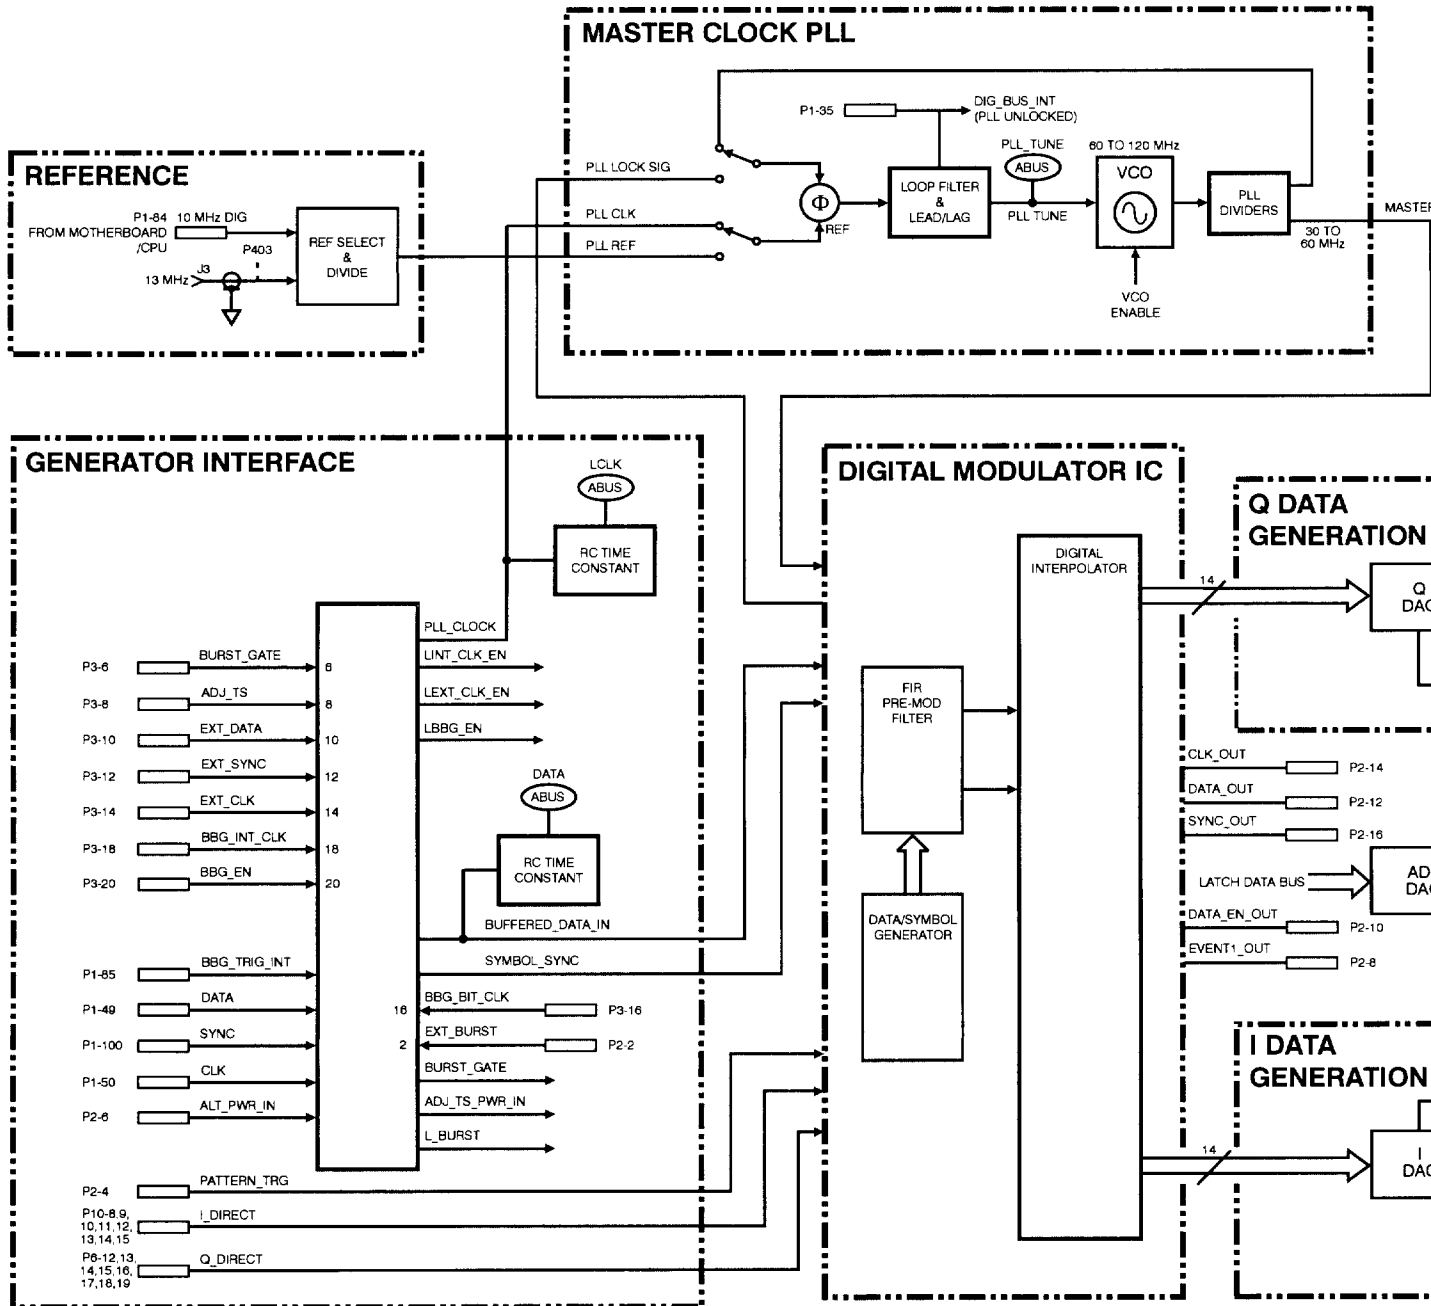 MASTER CLOCK PLL
P1-35
DIG_BUS_INT
(PLL UNLOCKED)
PLL_TUNE
ABUS
60 TO 120 MHz
VCO
PLL LOCK SIG
Φ
REF
LOOP FILTER
&
LEAD/LAG
PLL TUNE
PLL
DIVIDERS
MASTER
30 TO
60 MHz
PLL CLK
PLL REF
VCO
ENABLE
REFERENCE
P1-84
10 MHz DIG
FROM MOTHERBOARD
/CPU
P403
J3
13 MHz
REF SELECT
&
DIVIDE
GENERATOR INTERFACE
LCLK
ABUS
RC TIME
CONSTANT
PLL_CLOCK
P3-6
BURST_GATE
6
LINT_CLK_EN
P3-8
ADJ_TS
8
LEXT_CLK_EN
P3-10
EXT_DATA
10
LBBG_EN
P3-12
EXT_SYNC
12
P3-14
EXT_CLK
14
P3-18
BBG_INT_CLK
18
P3-20
BBG_EN
20
DATA
ABUS
RC TIME
CONSTANT
BUFFERED_DATA_IN
SYMBOL_SYNC
P1-85
BBG_TRIG_INT
P1-49
DATA
16
BBG_BIT_CLK
P3-16
P1-100
SYNC
2
EXT_BURST
P2-2
P1-50
CLK
BURST_GATE
P2-6
ALT_PWR_IN
ADJ_TS_PWR_IN
L_BURST
P2-4
PATTERN_TRG
P10-8,9,
10,11,12,
13,14,15
I_DIRECT
P6-12,13,
14,15,16,
17,18,19
Q_DIRECT
DIGITAL MODULATOR IC
DIGITAL
INTERPOLATOR
FIR
PRE-MOD
FILTER
DATA/SYMBOL
GENERATOR
Q DATA
GENERATION
14
Q
DAC
CLK_OUT
P2-14
DATA_OUT
P2-12
SYNC_OUT
P2-16
LATCH DATA BUS
DATA_EN_OUT
P2-10
EVENT1_OUT
P2-8
I DATA
GENERATION
14
I
DAC